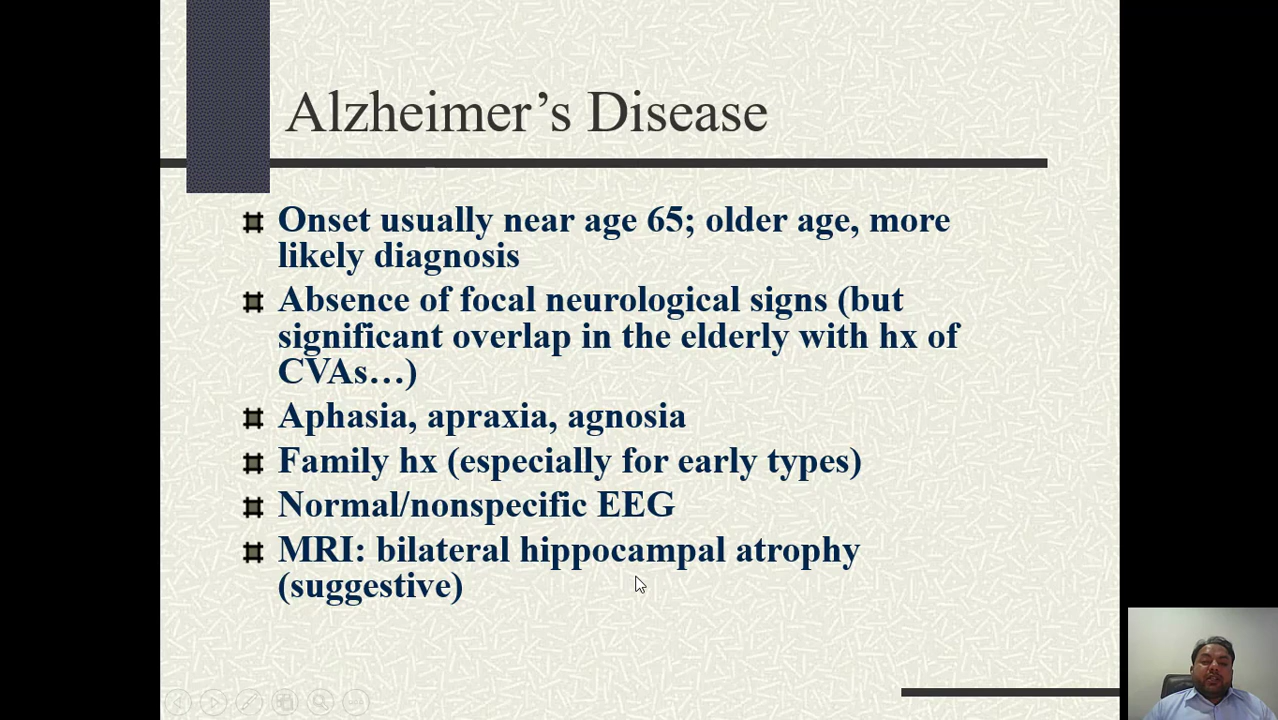 Alzheimer’s Disease
Onset usually near age 65; older age, more
likely diagnosis
Absence of focal neurological signs (but
significant overlap in the elderly with hx of
CVAs…)
Aphasia, apraxia, agnosia
Family hx (especially for early types)
Normal/nonspecific EEG
MRI: bilateral hippocampal atrophy
(suggestive)